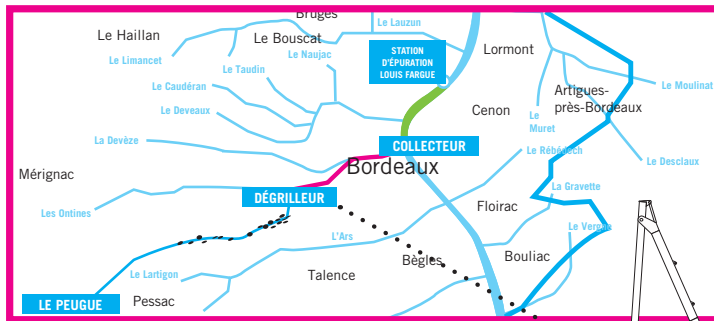 Bruges
Le Lauzun
Le Haillan
Le Bouscat
Le Naujac
Le Limancet
Le Taudin
STATION
D'ÉPURATION
LOUIS FARGUE
Lormont
Le Caudéran
Le Moulinat
Artigues-
près-Bordeaux
Le Deveaux
Cenon
Le
Muret
La Devèze
COLLECTEUR
Le Rébédech
Le Desclaux
Bordeaux
Mérignac
DÉGRILLEUR
La Gravette
Les Ontines
Floirac
Le Vergne
L'Ars
Bègles
Bouliac
Le Lartigon
Talence
LE PEUGUE
Pessac